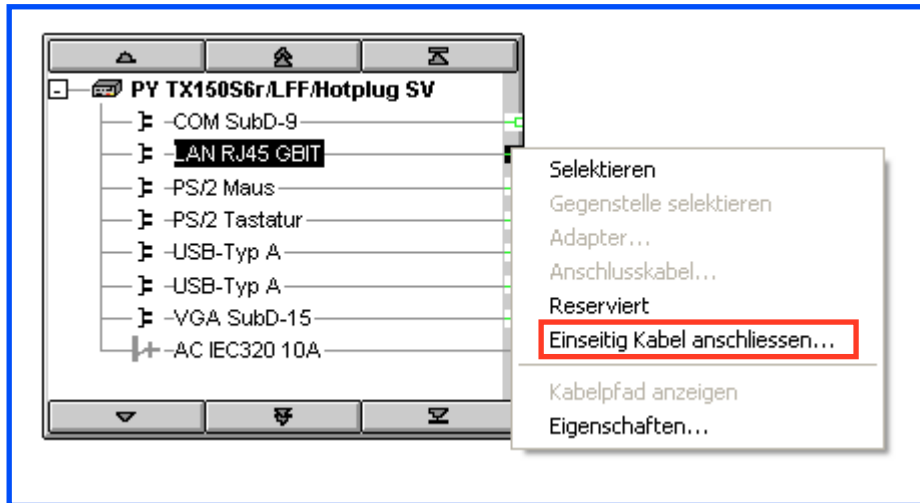 PY TX150S6r/LFF/Hotplug SV
COM SubD-9
LAN RJ45 GBIT
PS/2 Maus
PS/2 Tastatur
USB-Typ A
USB-Typ A
VGA SubD-15
AC IEC320 10A
Selektieren
Gegenstelle selektieren
Adapter...
Anschlusskabel...
Reserviert
Einseitig Kabel anschliessen...
Kabelpfad anzeigen
Eigenschaften...